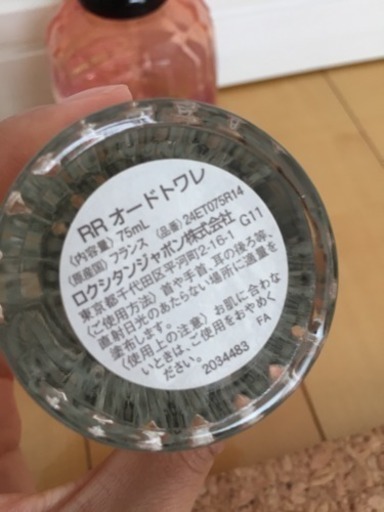 RR オードトワレ
〈内容量〉 75mL 〈品番〉24ET075R14
〈原産国〉 フランス
ロクシタンジャポン株式会社 G11
東京都千代田区平河町2-16-1
〈ご使用方法〉 首や手首、耳の後ろ等、
直射日光のあたらない場所に適量を
塗布します。
〈使用上の注意〉 お肌に合わな
いときは、ご使用をおやめく
ださい。 FA
2034483